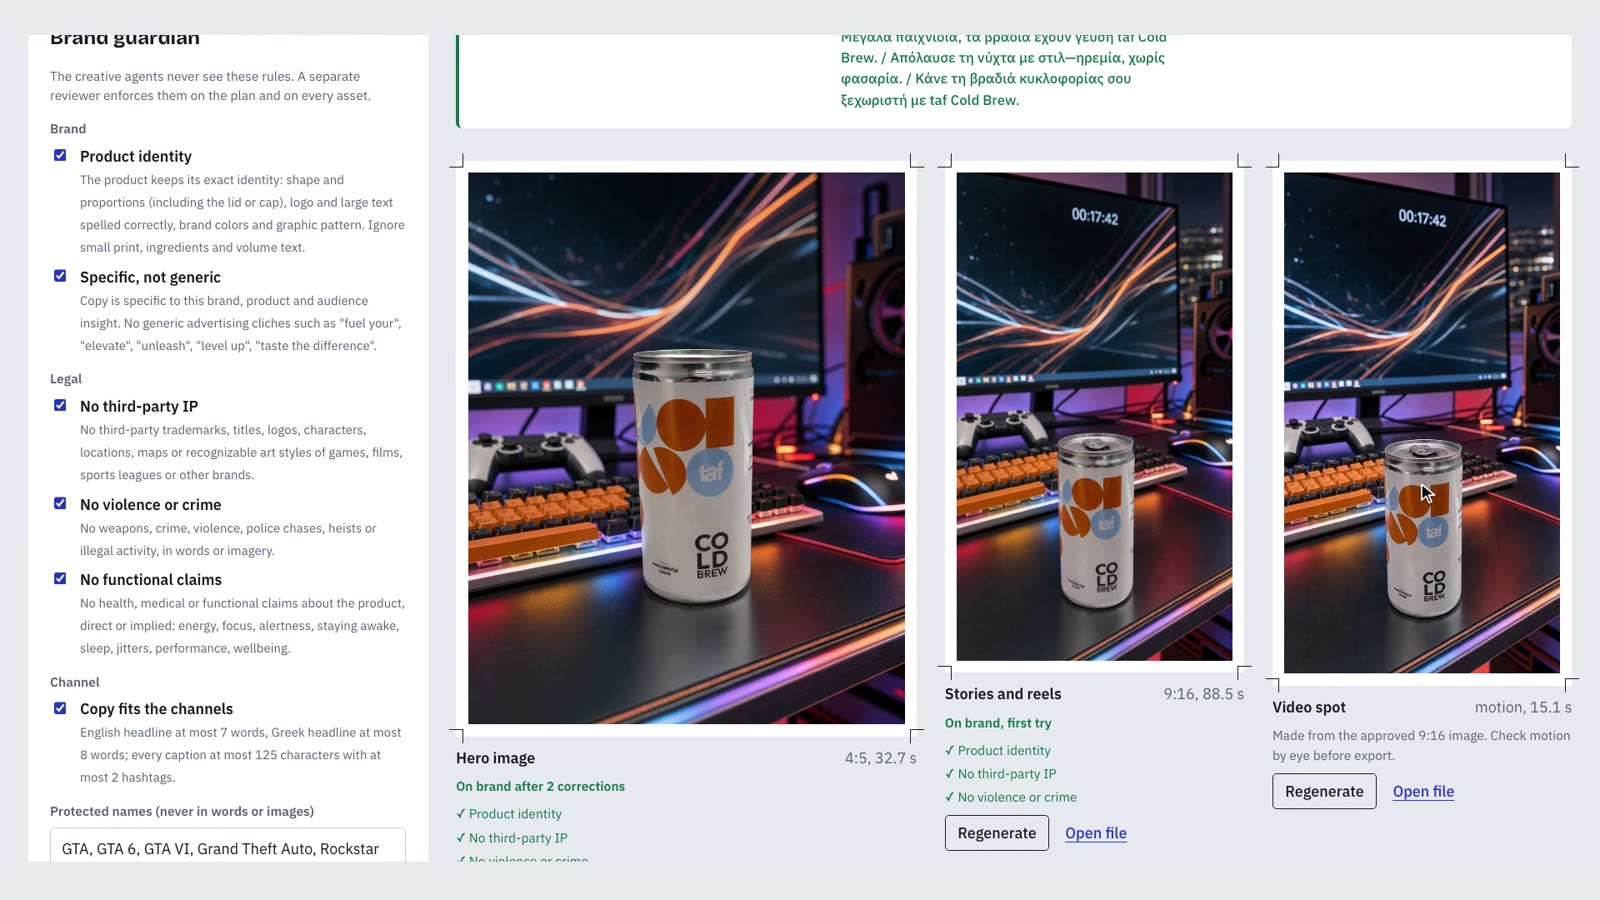 Brand guardian
The creative agents never see these rules. A separate
reviewer enforces them on the plan and on every asset.
Brand
Product identity
The product keeps its exact identity: shape and
proportions (including the lid or cap), logo and large text
spelled correctly, brand colors and graphic pattern. Ignore
small print, ingredients and volume text.
Specific, not generic
Copy is specific to this brand, product and audience
insight. No generic advertising cliches such as "fuel your",
"elevate", "unleash", "level up", "taste the difference".
Legal
No third-party IP
No third-party trademarks, titles, logos, characters,
locations, maps or recognizable art styles of games, films,
sports leagues or other brands.
No violence or crime
No weapons, crime, violence, police chases, heists or
illegal activity, in words or imagery.
No functional claims
No health, medical or functional claims about the product,
direct or implied: energy, focus, alertness, staying awake,
sleep, jitters, performance, wellbeing.
Channel
Copy fits the channels
English headline at most 7 words, Greek headline at most
8 words; every caption at most 125 characters with at
most 2 hashtags.
Protected names (never in words or images)
GTA, GTA 6, GTA VI, Grand Theft Auto, Rockstar
Μεγάλα παιχνίδια, τα βράδια έχουν γεύση taf Cold
Brew. / Απόλαυσε τη νύχτα με στιλ—ηρεμία, χωρίς
φασαρία. / Κάνε τη βραδιά κυκλοφορίας σου
ξεχωριστή με taf Cold Brew.
taf
CO
LD
BREW
Hero image
4:5, 32.7 s
On brand after 2 corrections
✓ Product identity
✓ No third-party IP
✓ No violence or crime
00:17:42
taf
CO
LD
BREW
Stories and reels
9:16, 88.5 s
On brand, first try
✓ Product identity
✓ No third-party IP
✓ No violence or crime
Regenerate
Open file
00:17:42
taf
CO
LD
BREW
Video spot
motion, 15.1 s
Made from the approved 9:16 image. Check motion
by eye before export.
Regenerate
Open file